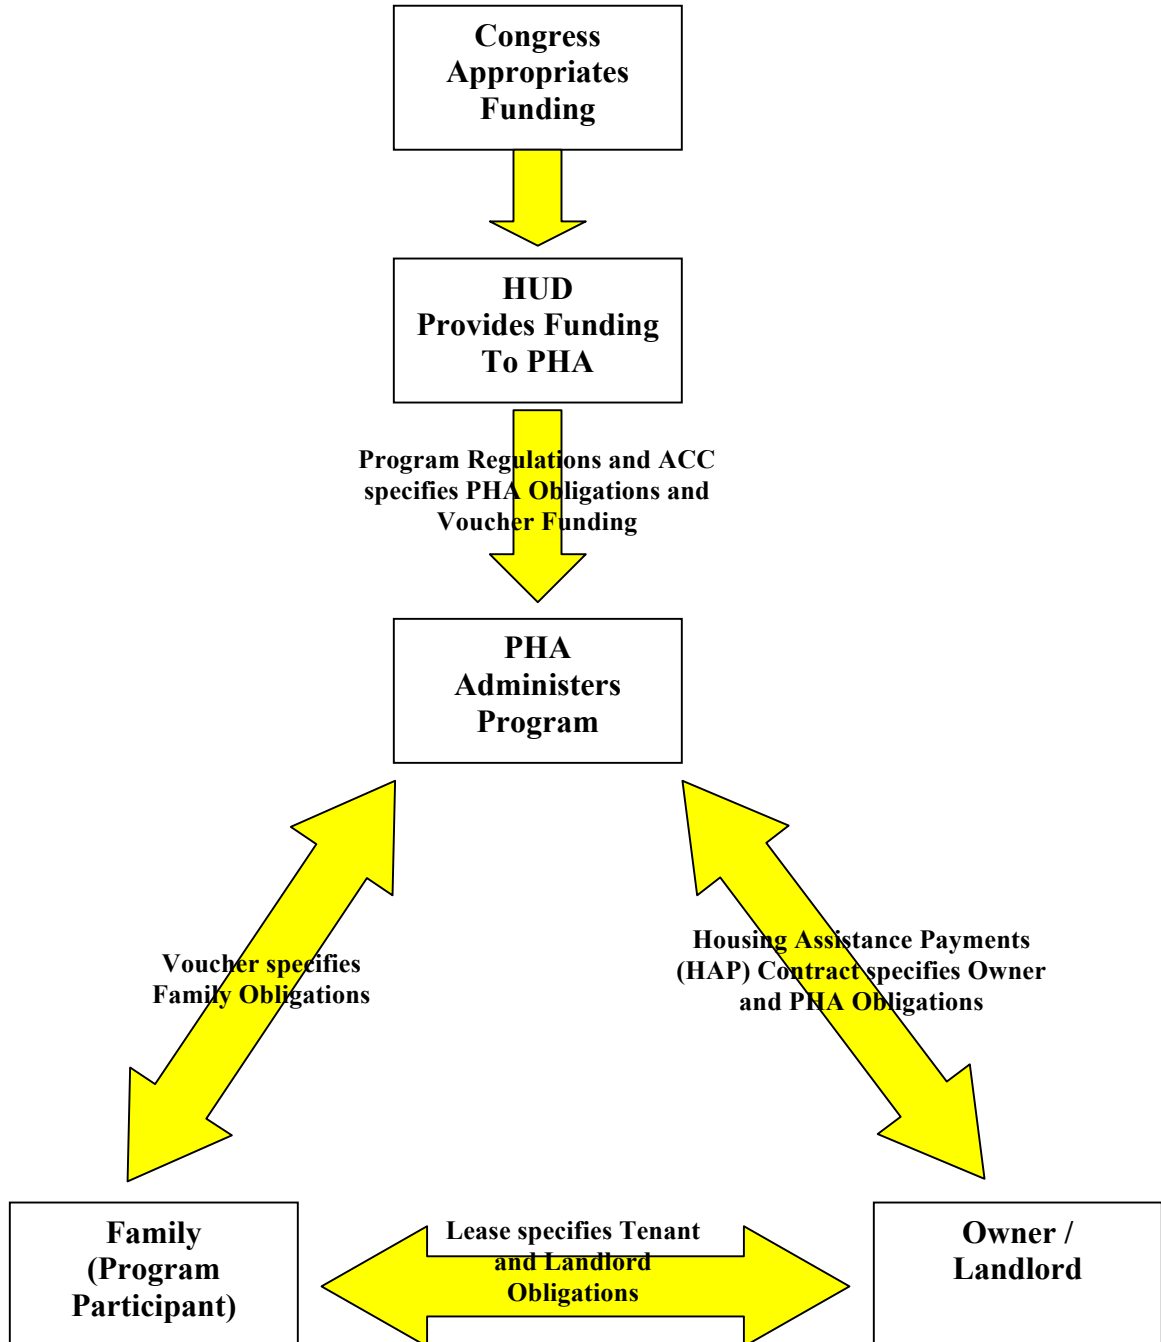 Congress
Appropriates
Funding
HUD
Provides Funding
To PHA
Program Regulations and ACC
specifies PHA Obligations and
Voucher Funding
PHA
Administers
Program
Voucher specifies
Family Obligations
Housing Assistance Payments
(HAP) Contract specifies Owner
and PHA Obligations
Family
(Program
Participant)
Lease specifies Tenant
and Landlord
Obligations
Owner /
Landlord